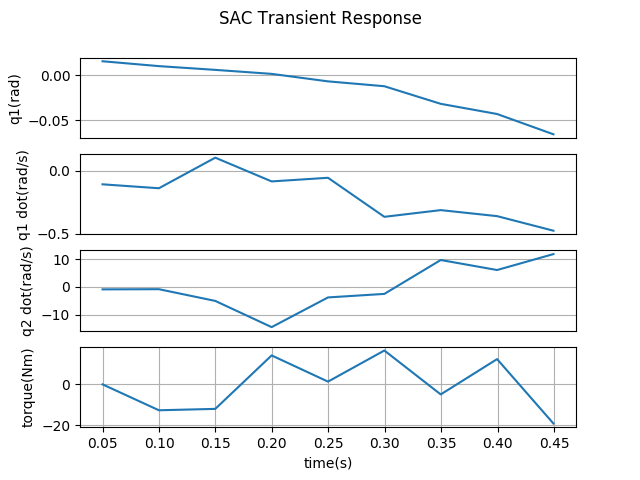 SAC Transient Response
0.00
−0.05
q1(rad)
0.0
−0.5
q1 dot(rad/s)
10
0
−10
q2 dot(rad/s)
0
−20
torque(Nm)
0.05 0.10 0.15 0.20 0.25 0.30 0.35 0.40 0.45
time(s)